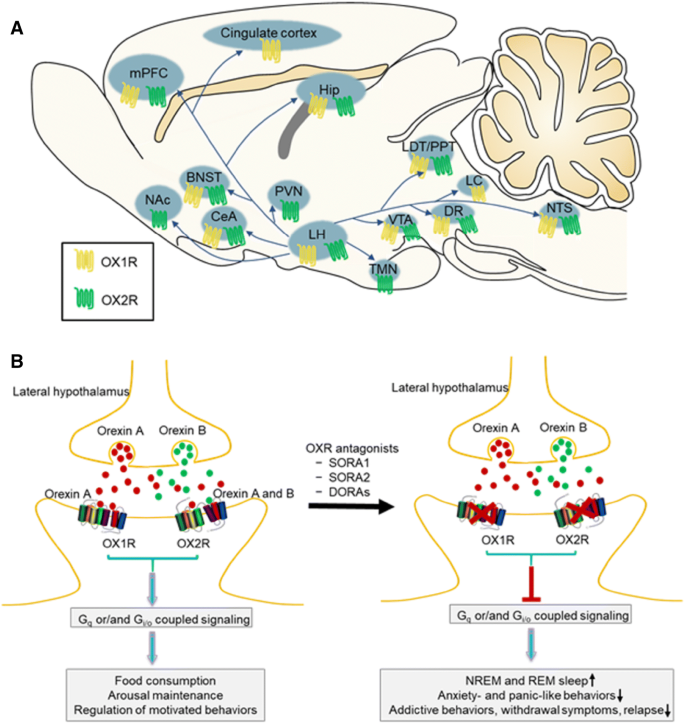 A
Cingulate cortex
mPFC
Hip
LDT/PPT
BNST
PVN
LC
NAc
CeA
VTA
DR
NTS
LH
TMN
OX1R
OX2R
B
Lateral hypothalamus
Orexin A
Orexin B
Orexin A
Orexin A and B
OX1R
OX2R
Gq or/and Gi/o coupled signaling
Food consumption
Arousal maintenance
Regulation of motivated behaviors
OXR antagonists
− SORA1
− SORA2
− DORAs
Lateral hypothalamus
Orexin A
Orexin B
OX1R
OX2R
Gq or/and Gi/o coupled signaling
NREM and REM sleep↑
Anxiety- and panic-like behaviors↓
Addictive behaviors, withdrawal symptoms, relapse↓